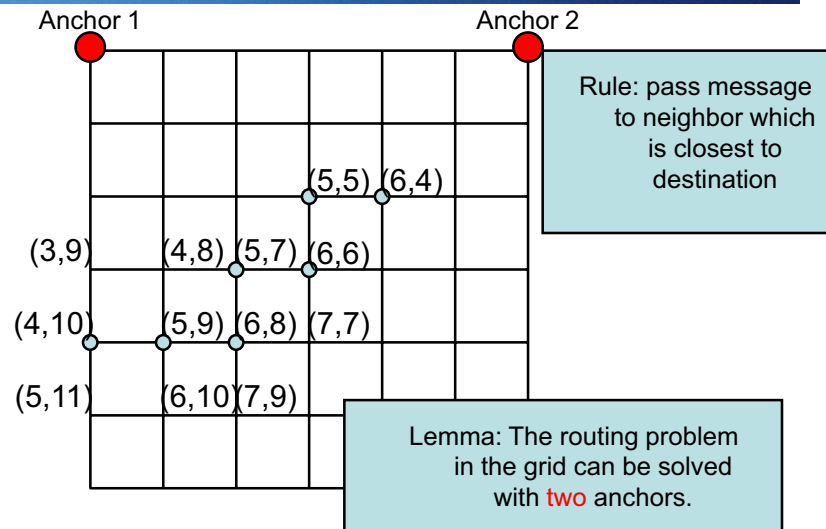 Anchor 1 Anchor 2
Rule: pass message
to neighbor which
is closest to
destination
(5,5) (6,4)
(3,9) (4,8) (5,7) (6,6)
(4,10) (5,9) (6,8) (7,7)
(5,11) (6,10) (7,9)
Lemma: The routing problem
in the grid can be solved
with two anchors.